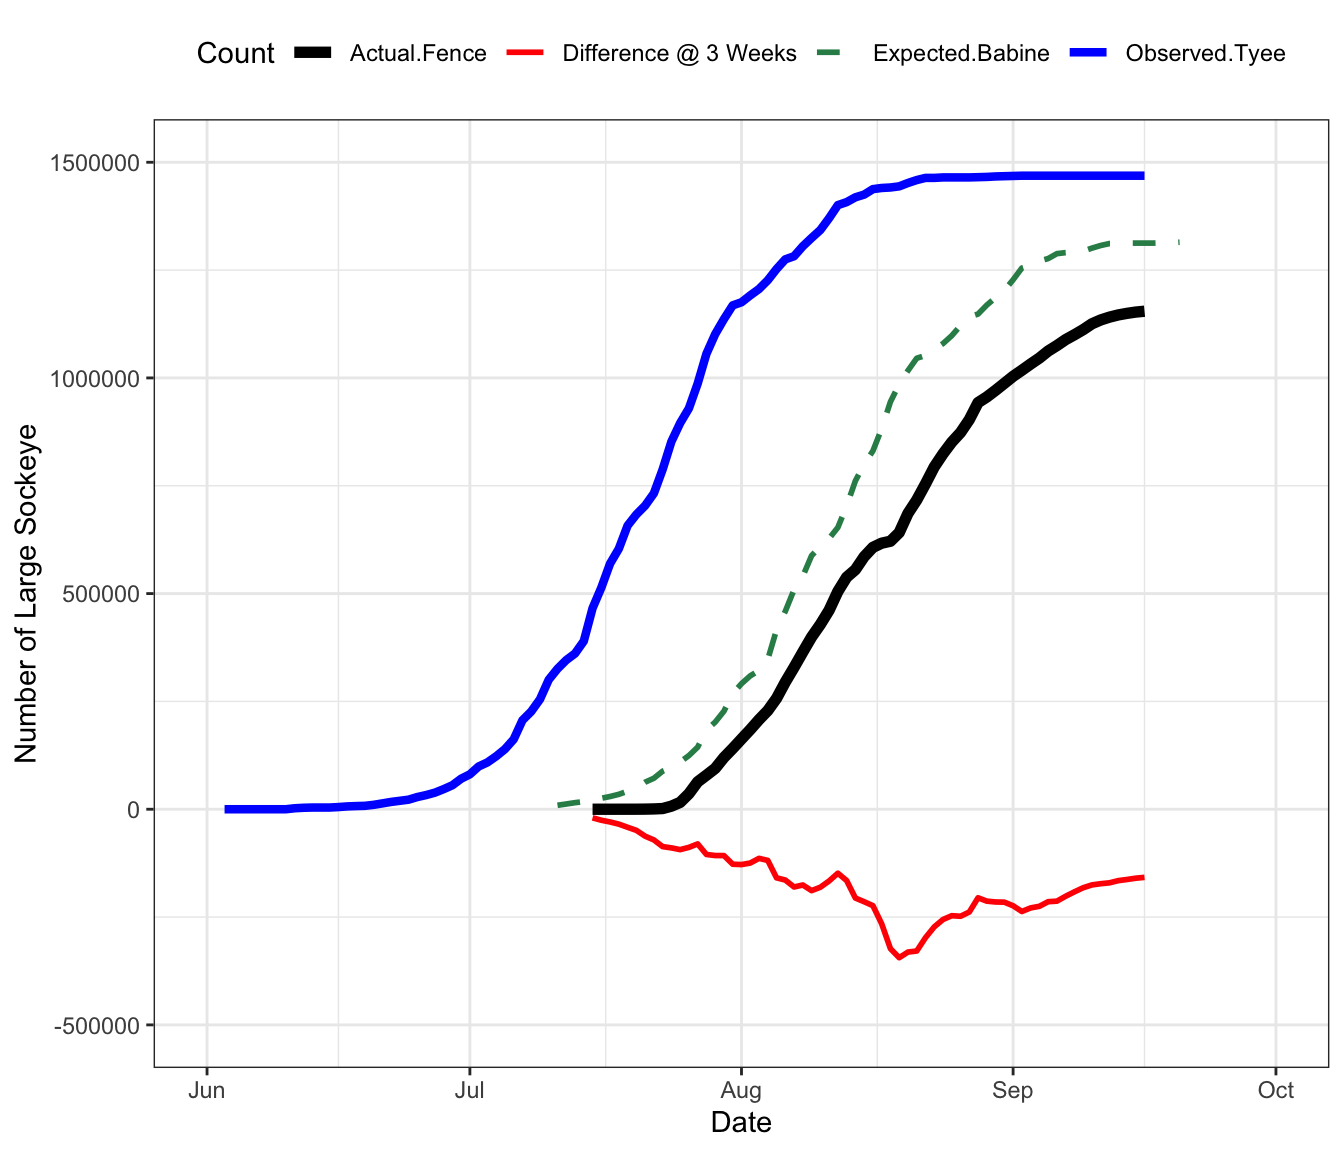 Count Actual.Fence Difference @ 3 Weeks Expected.Babine Observed.Tyee
Number of Large Sockeye
1500000
1000000
500000
0
-500000
Jun Jul Aug Sep Oct
Date